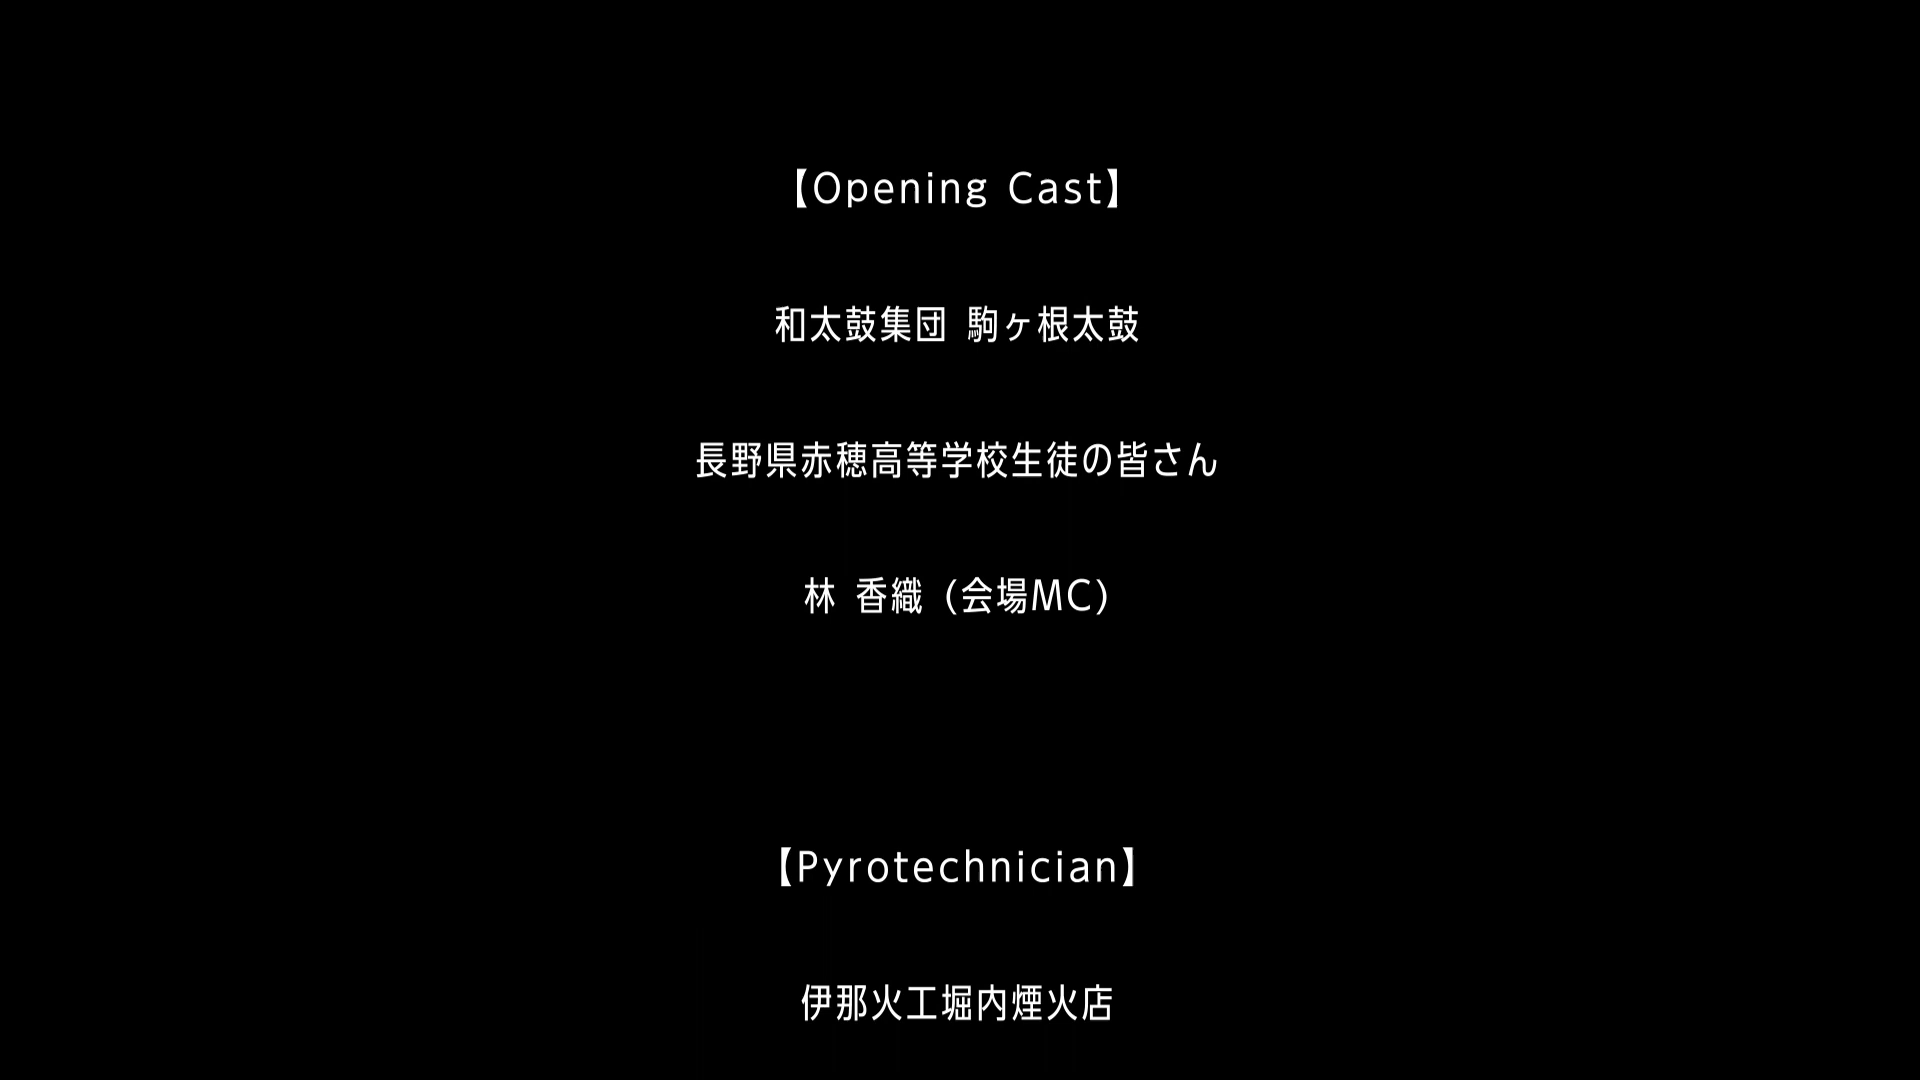 【Opening Cast】
和太鼓集団 駒ヶ根太鼓
長野県赤穂高等学校生徒の皆さん
林 香織 (会場MC)
【Pyrotechnician】
伊那火工堀内煙火店